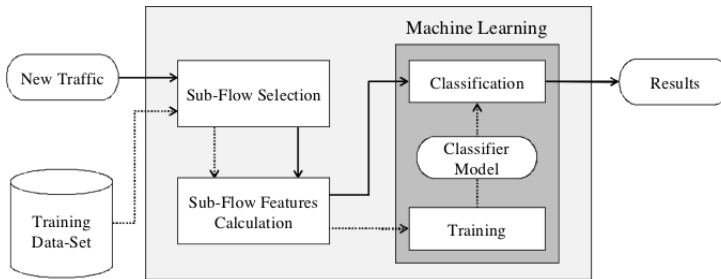 Machine Learning
New Traffic
Sub-Flow Selection
Classification
Results
Classifier
Model
Training
Data-Set
Sub-Flow Features
Calculation
Training